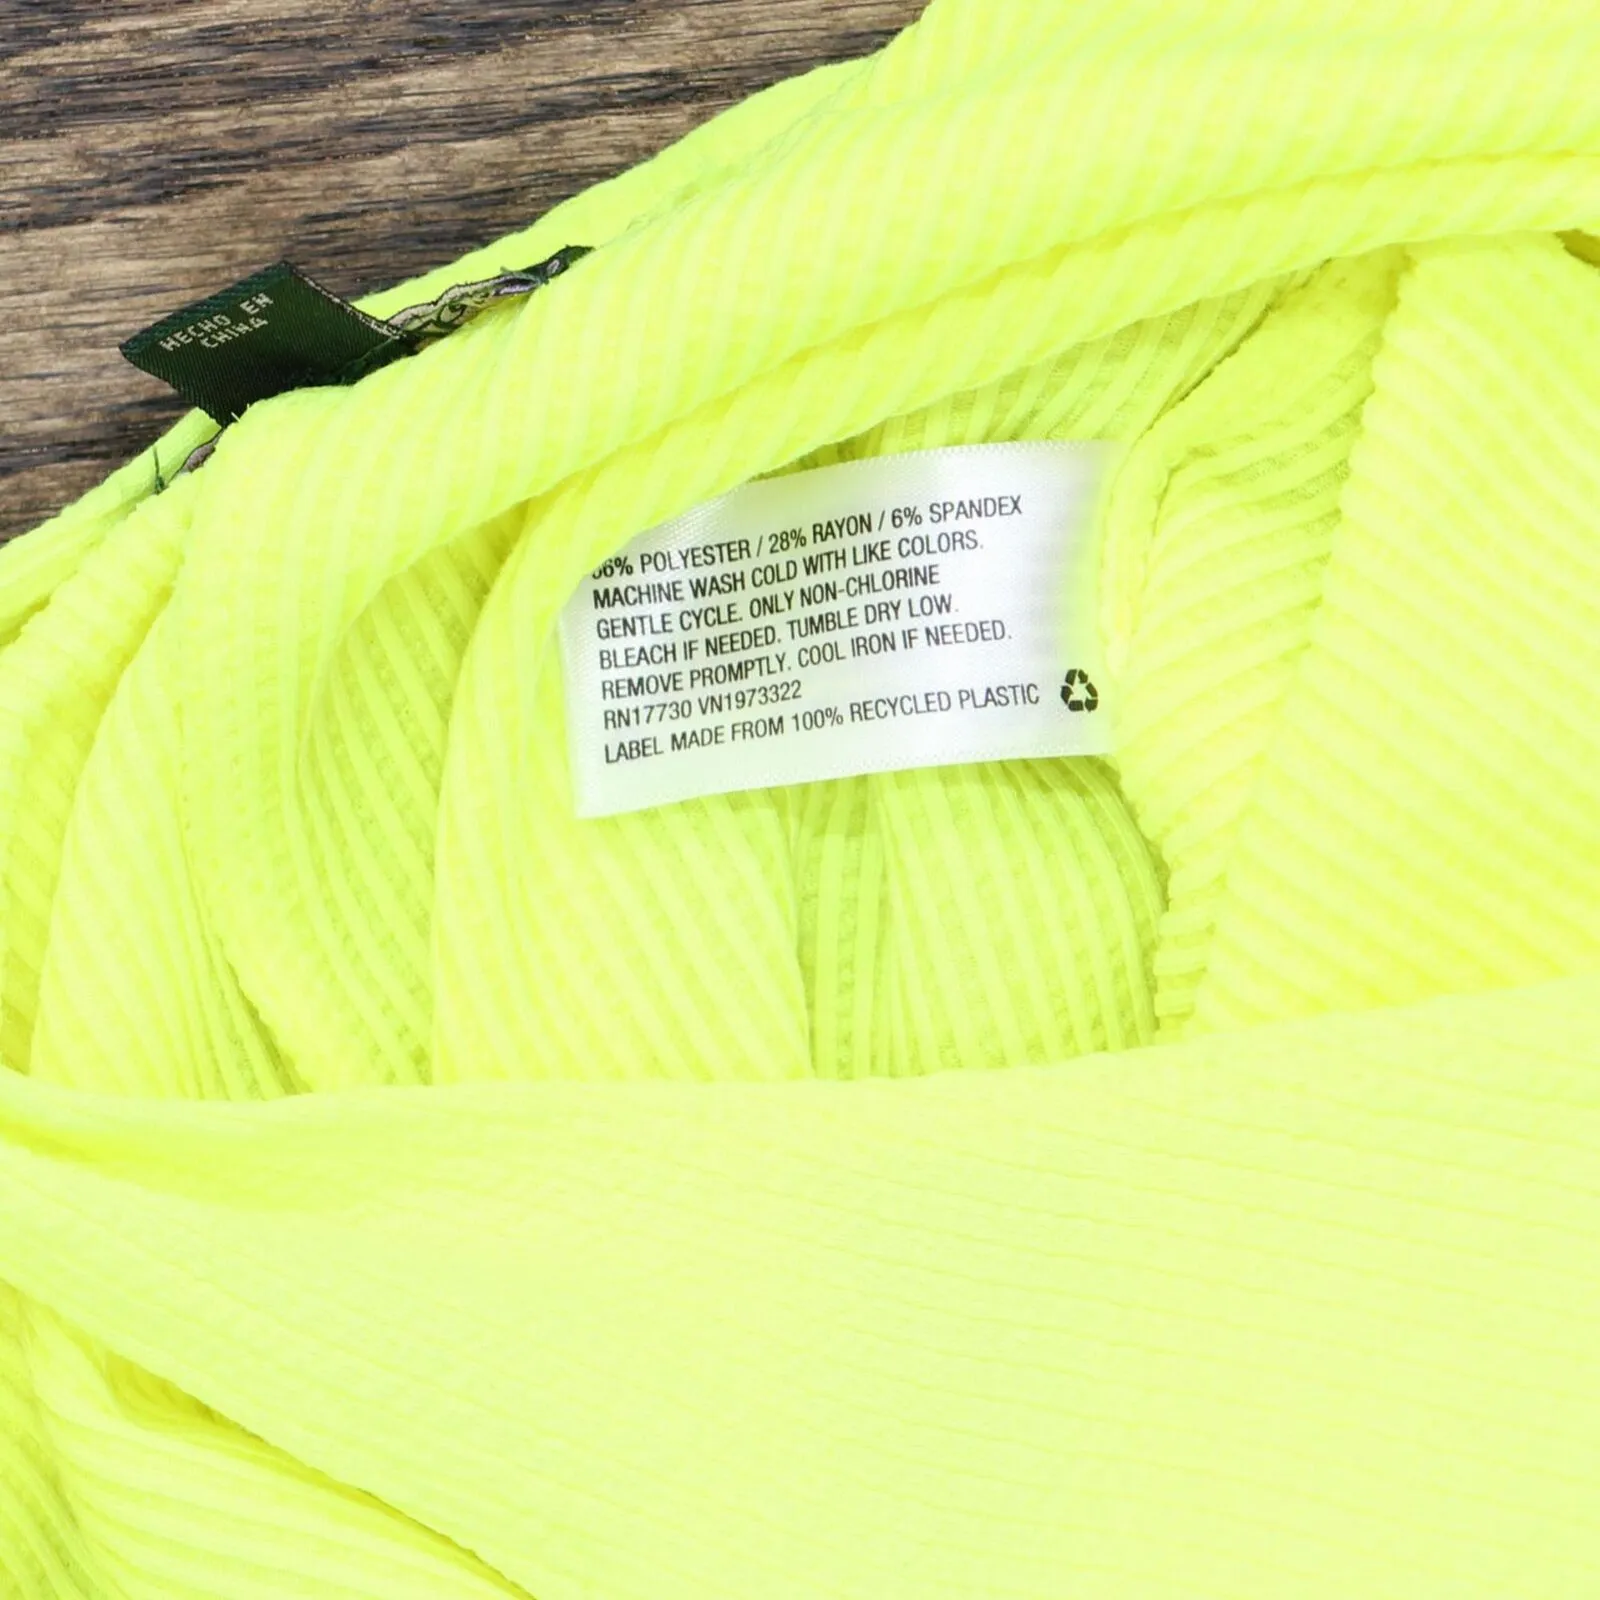 HECHO EN
CHINA
66% POLYESTER / 28% RAYON / 6% SPANDEX
MACHINE WASH COLD WITH LIKE COLORS.
GENTLE CYCLE. ONLY NON-CHLORINE
BLEACH IF NEEDED. TUMBLE DRY LOW.
REMOVE PROMPTLY. COOL IRON IF NEEDED.
RN17730 VN1973322
LABEL MADE FROM 100% RECYCLED PLASTIC